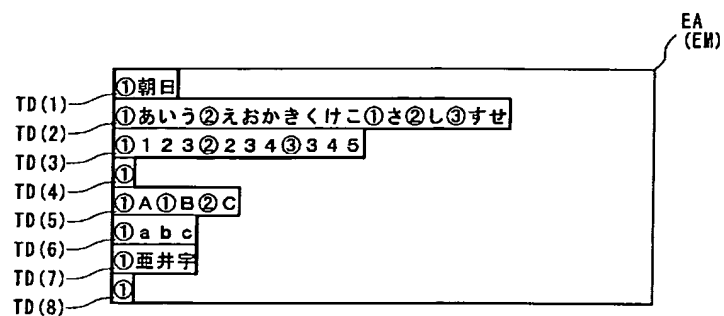 EA
(EM)
TD(1) ①朝日
TD(2) ①あいう②えおかきくけこ①さ②し③すせ
TD(3) ①１２３②２３４③３４５
TD(4) ①
TD(5) ①Ａ①Ｂ②Ｃ
TD(6) ①ａｂｃ
TD(7) ①亜井宇
TD(8) ①